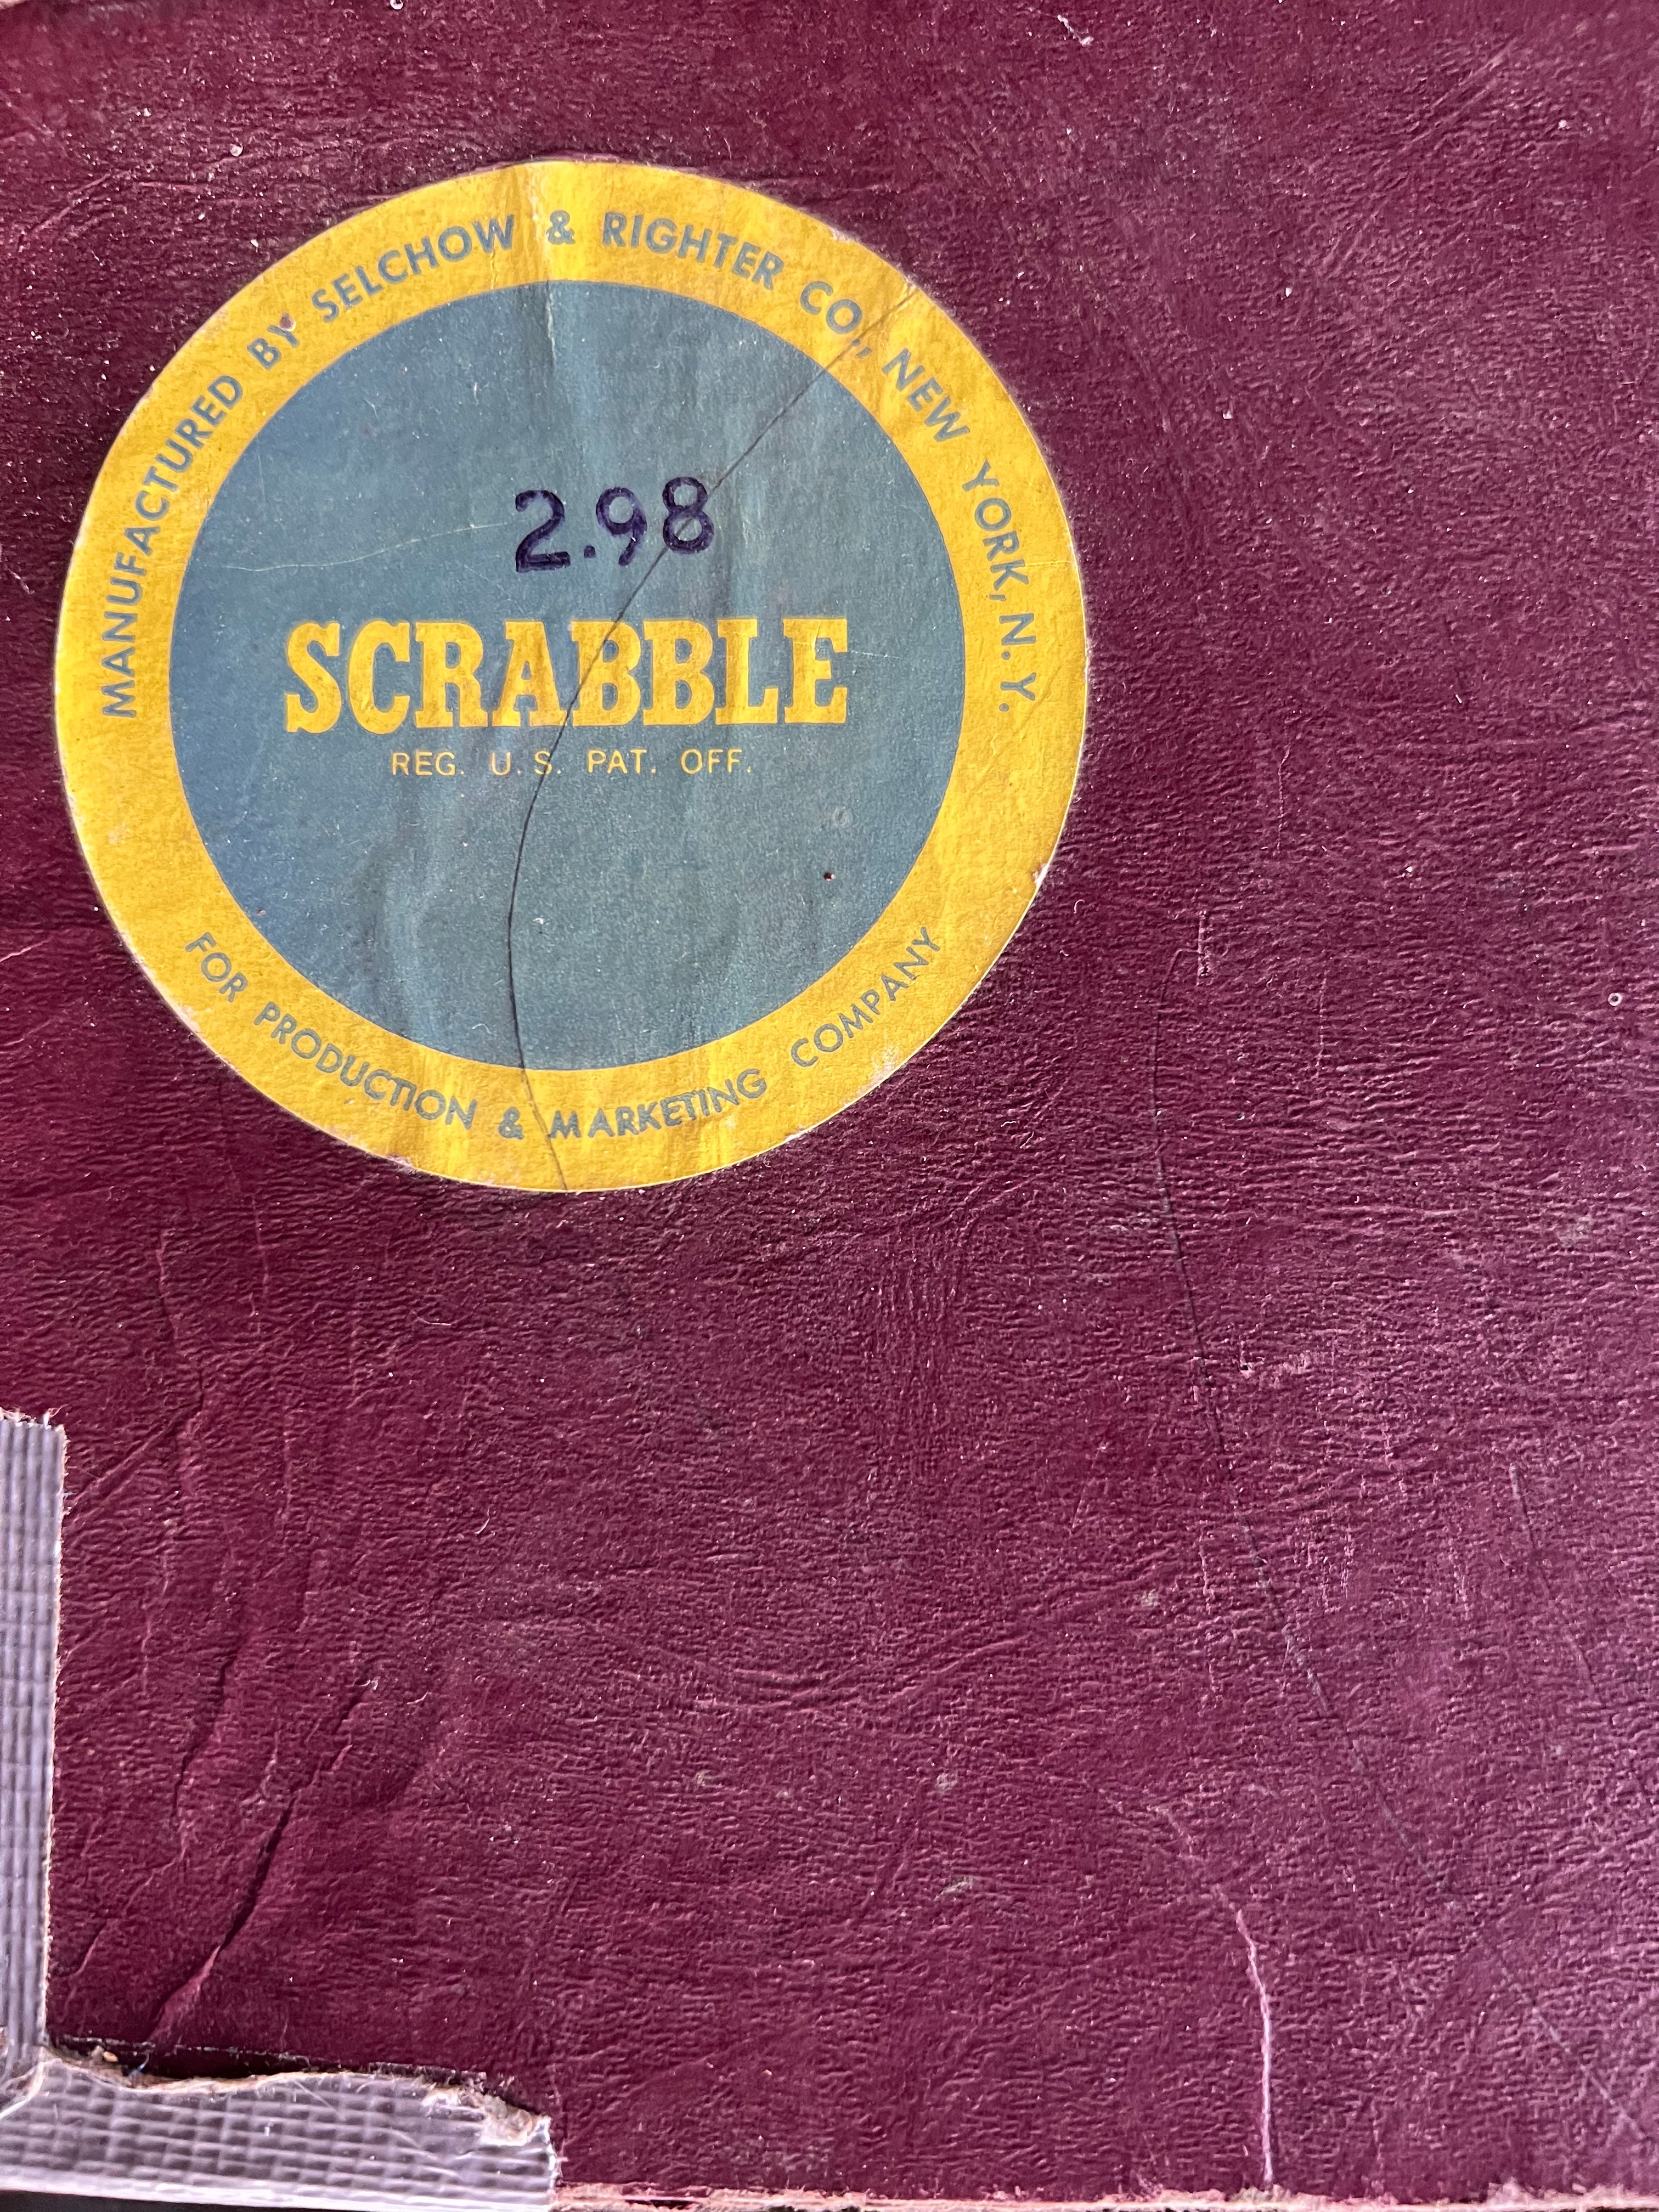 MANUFACTURED BY SELCHOW & RIGHTER CO., NEW YORK, N.Y.
2.98
SCRABBLE
REG. U.S. PAT. OFF.
FOR PRODUCTION & MARKETING COMPANY